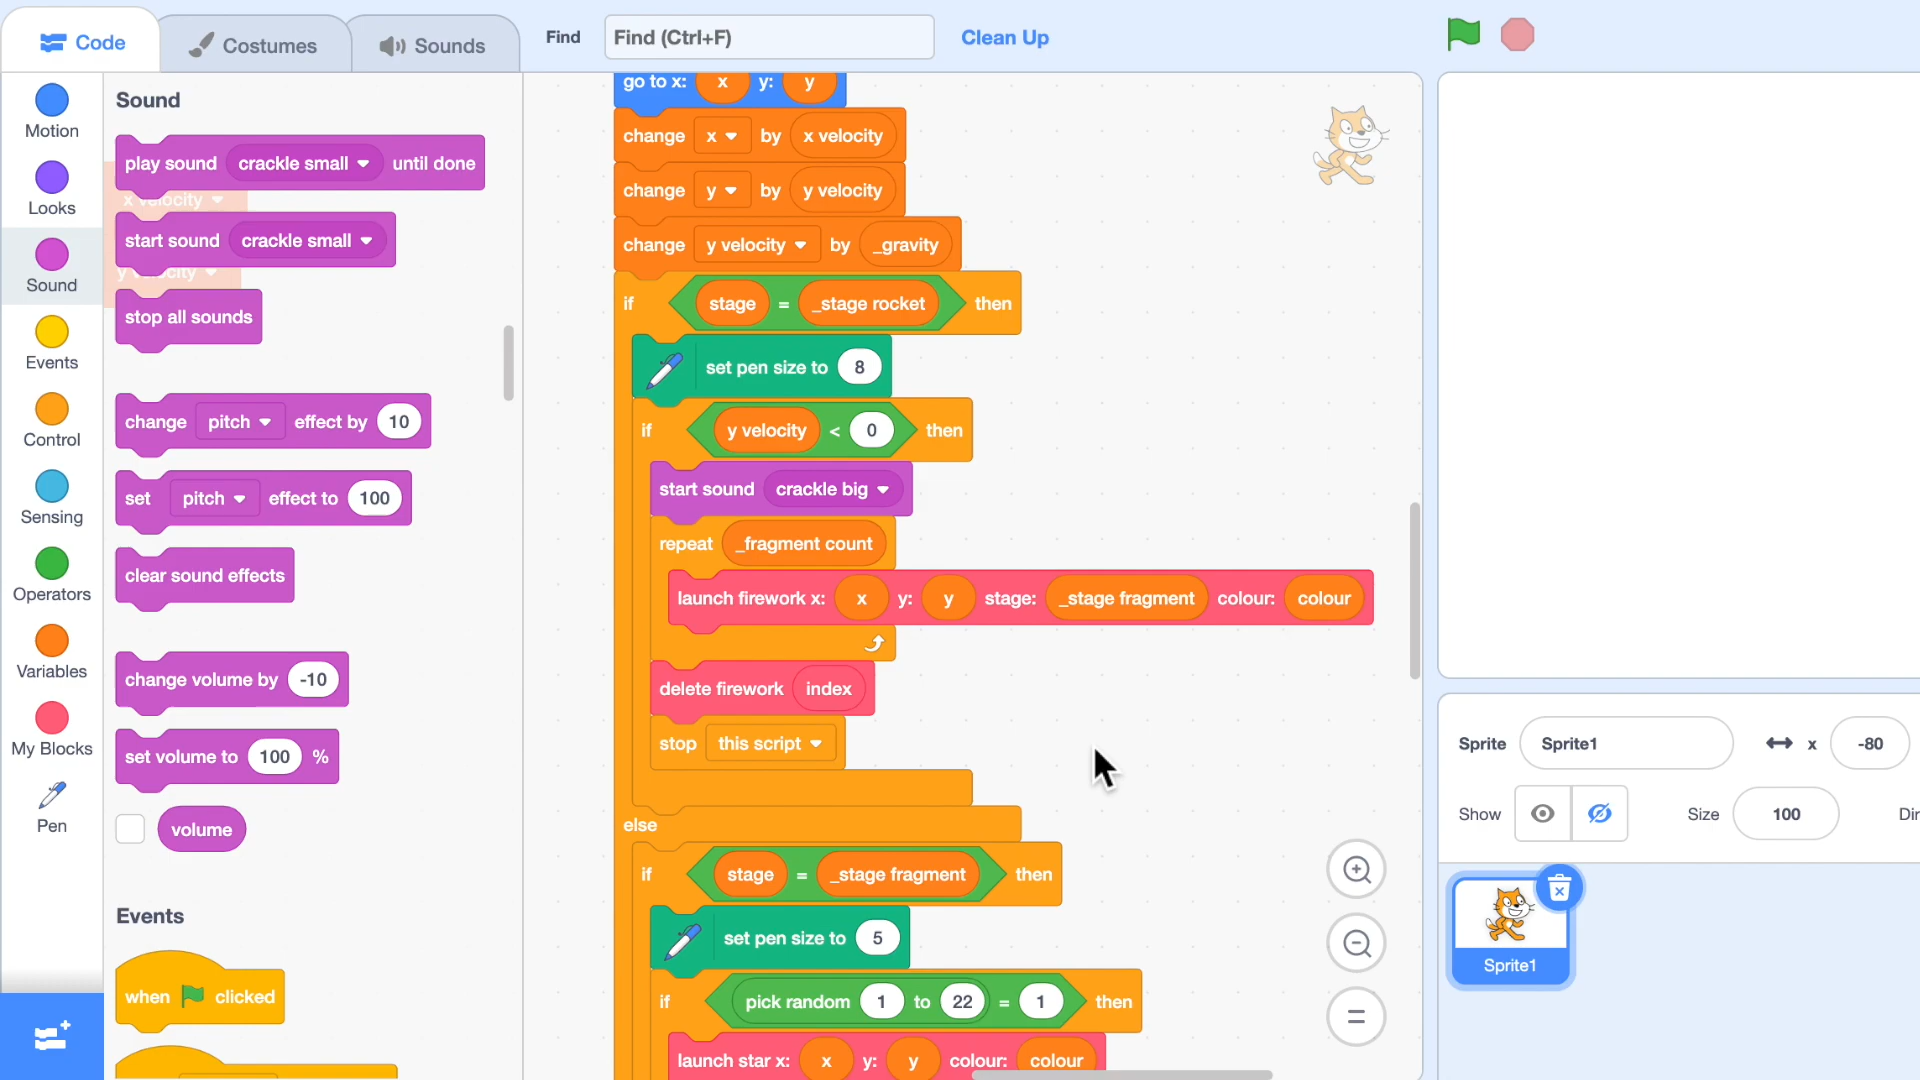 Code
Costumes
Sounds
Find
Find (Ctrl+F)
Clean Up
Motion
Looks
Sound
Events
Control
Sensing
Operators
Variables
My Blocks
Pen
Sound
play sound crackle small until done
x velocity
start sound crackle small
stop all sounds
change pitch effect by 10
set pitch effect to 100
clear sound effects
change volume by -10
set volume to 100 %
volume
Events
when clicked
go to x: x y: y
change x by x velocity
change y by y velocity
change y velocity by _gravity
if stage = _stage rocket then
set pen size to 8
if y velocity < 0 then
start sound crackle big
repeat _fragment count
launch firework x: x y: y stage: _stage fragment colour: colour
delete firework index
stop this script
else
if stage = _stage fragment then
set pen size to 5
if pick random 1 to 22 = 1 then
launch star x: x y: y colour: colour
Sprite Sprite1 x -80
Show Size 100 Dir
Sprite1